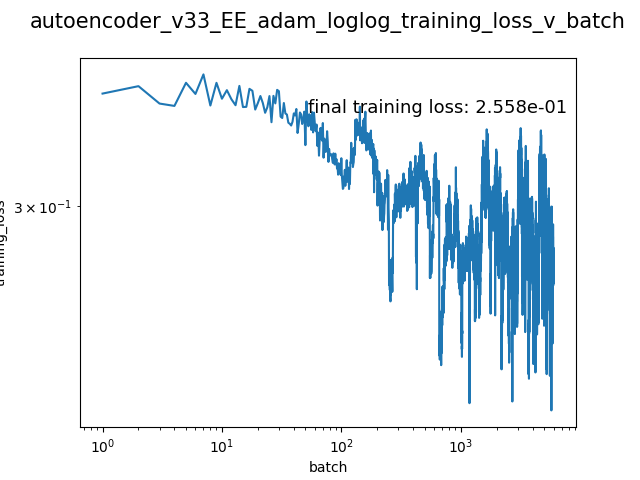 autoencoder_v33_EE_adam_loglog_training_loss_v_batch
final training loss: 2.558e-01
3 × 10⁻¹
training_loss
10⁰ 10¹ 10² 10³
batch